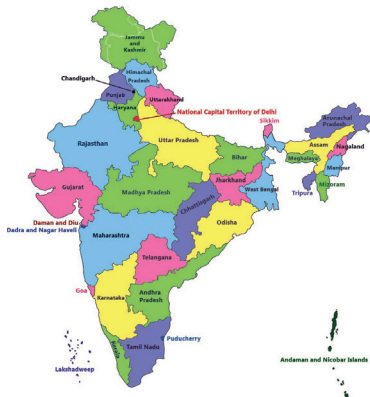 Jammu
and
Kashmir
Himachal
Pradesh
Chandigarh
Punjab
Uttarakhand
Haryana
National Capital Territory of Delhi
Arunachal
Pradesh
Sikkim
Rajasthan
Uttar Pradesh
Assam
Nagaland
Bihar
Meghalaya
Manipur
Gujarat
Madhya Pradesh
Jharkhand
West Bengal
Tripura
Mizoram
Chhattisgarh
Daman and Diu
Dadra and Nagar Haveli
Odisha
Maharashtra
Telangana
Goa
Karnataka
Andhra
Pradesh
Puducherry
Kerala
Tamil Nadu
Lakshadweep
Andaman and Nicobar Islands